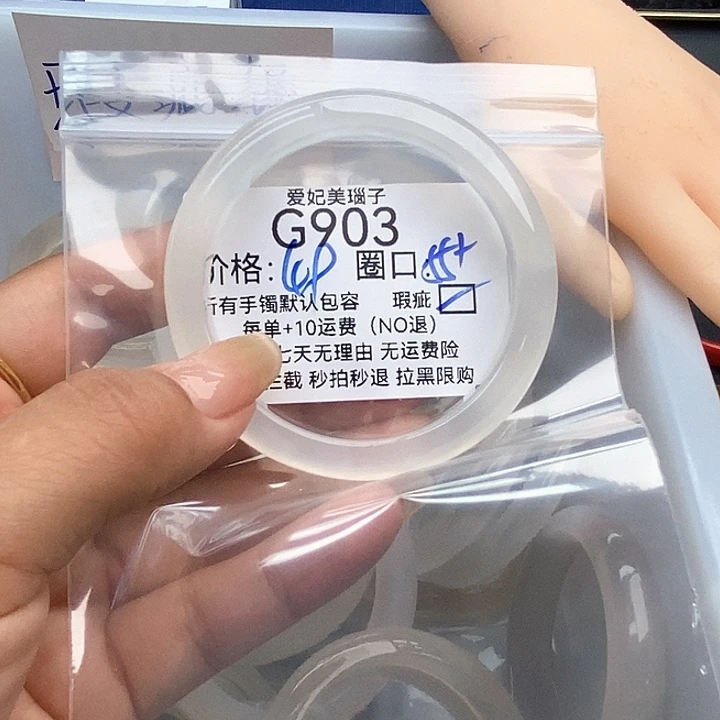 爱妃美瑙子
G903
价格: 圈口 55+
所有手镯默认包容 瑕疵
每单+10运费（NO退）
七天无理由 无运费险
拦截 秒拍秒退 拉黑限购